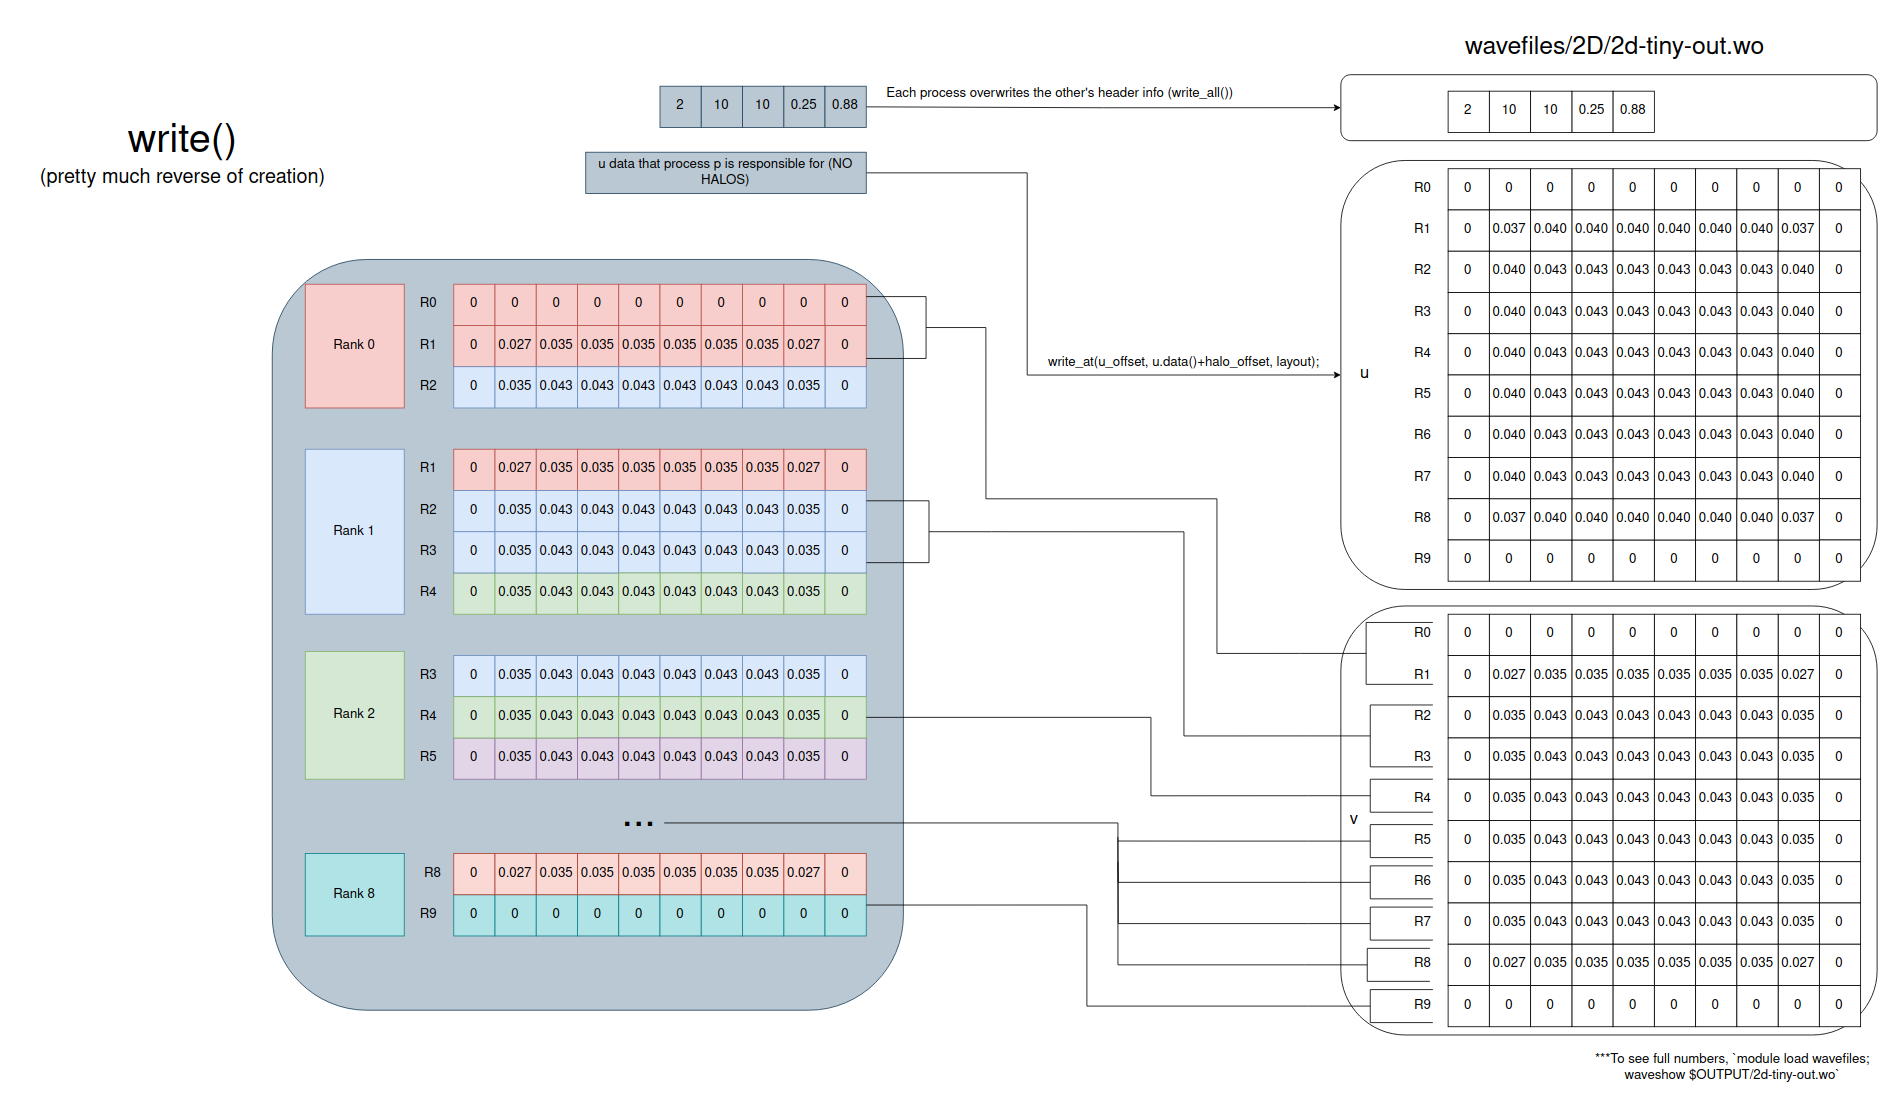 wavefiles/2D/2d-tiny-out.wo
write()
(pretty much reverse of creation)
2 10 10 0.25 0.88
Each process overwrites the other's header info (write_all())
2 10 10 0.25 0.88
u data that process p is responsible for (NO
HALOS)
write_at(u_offset, u.data()+halo_offset, layout);
Rank 0
R0 0 0 0 0 0 0 0 0 0 0
R1 0 0.027 0.035 0.035 0.035 0.035 0.035 0.035 0.027 0
R2 0 0.035 0.043 0.043 0.043 0.043 0.043 0.043 0.035 0
Rank 1
R1 0 0.027 0.035 0.035 0.035 0.035 0.035 0.035 0.027 0
R2 0 0.035 0.043 0.043 0.043 0.043 0.043 0.043 0.035 0
R3 0 0.035 0.043 0.043 0.043 0.043 0.043 0.043 0.035 0
R4 0 0.035 0.043 0.043 0.043 0.043 0.043 0.043 0.035 0
Rank 2
R3 0 0.035 0.043 0.043 0.043 0.043 0.043 0.043 0.035 0
R4 0 0.035 0.043 0.043 0.043 0.043 0.043 0.043 0.035 0
R5 0 0.035 0.043 0.043 0.043 0.043 0.043 0.043 0.035 0
...
Rank 8
R8 0 0.027 0.035 0.035 0.035 0.035 0.035 0.035 0.027 0
R9 0 0 0 0 0 0 0 0 0 0
u
R0 0 0 0 0 0 0 0 0 0 0
R1 0 0.037 0.040 0.040 0.040 0.040 0.040 0.040 0.037 0
R2 0 0.040 0.043 0.043 0.043 0.043 0.043 0.043 0.040 0
R3 0 0.040 0.043 0.043 0.043 0.043 0.043 0.043 0.040 0
R4 0 0.040 0.043 0.043 0.043 0.043 0.043 0.043 0.040 0
R5 0 0.040 0.043 0.043 0.043 0.043 0.043 0.043 0.040 0
R6 0 0.040 0.043 0.043 0.043 0.043 0.043 0.043 0.040 0
R7 0 0.040 0.043 0.043 0.043 0.043 0.043 0.043 0.040 0
R8 0 0.037 0.040 0.040 0.040 0.040 0.040 0.040 0.037 0
R9 0 0 0 0 0 0 0 0 0 0
v
R0 0 0 0 0 0 0 0 0 0 0
R1 0 0.027 0.035 0.035 0.035 0.035 0.035 0.035 0.027 0
R2 0 0.035 0.043 0.043 0.043 0.043 0.043 0.043 0.035 0
R3 0 0.035 0.043 0.043 0.043 0.043 0.043 0.043 0.035 0
R4 0 0.035 0.043 0.043 0.043 0.043 0.043 0.043 0.035 0
R5 0 0.035 0.043 0.043 0.043 0.043 0.043 0.043 0.035 0
R6 0 0.035 0.043 0.043 0.043 0.043 0.043 0.043 0.035 0
R7 0 0.035 0.043 0.043 0.043 0.043 0.043 0.043 0.035 0
R8 0 0.027 0.035 0.035 0.035 0.035 0.035 0.035 0.027 0
R9 0 0 0 0 0 0 0 0 0 0
***To see full numbers, `module load wavefiles;
waveshow $OUTPUT/2d-tiny-out.wo`